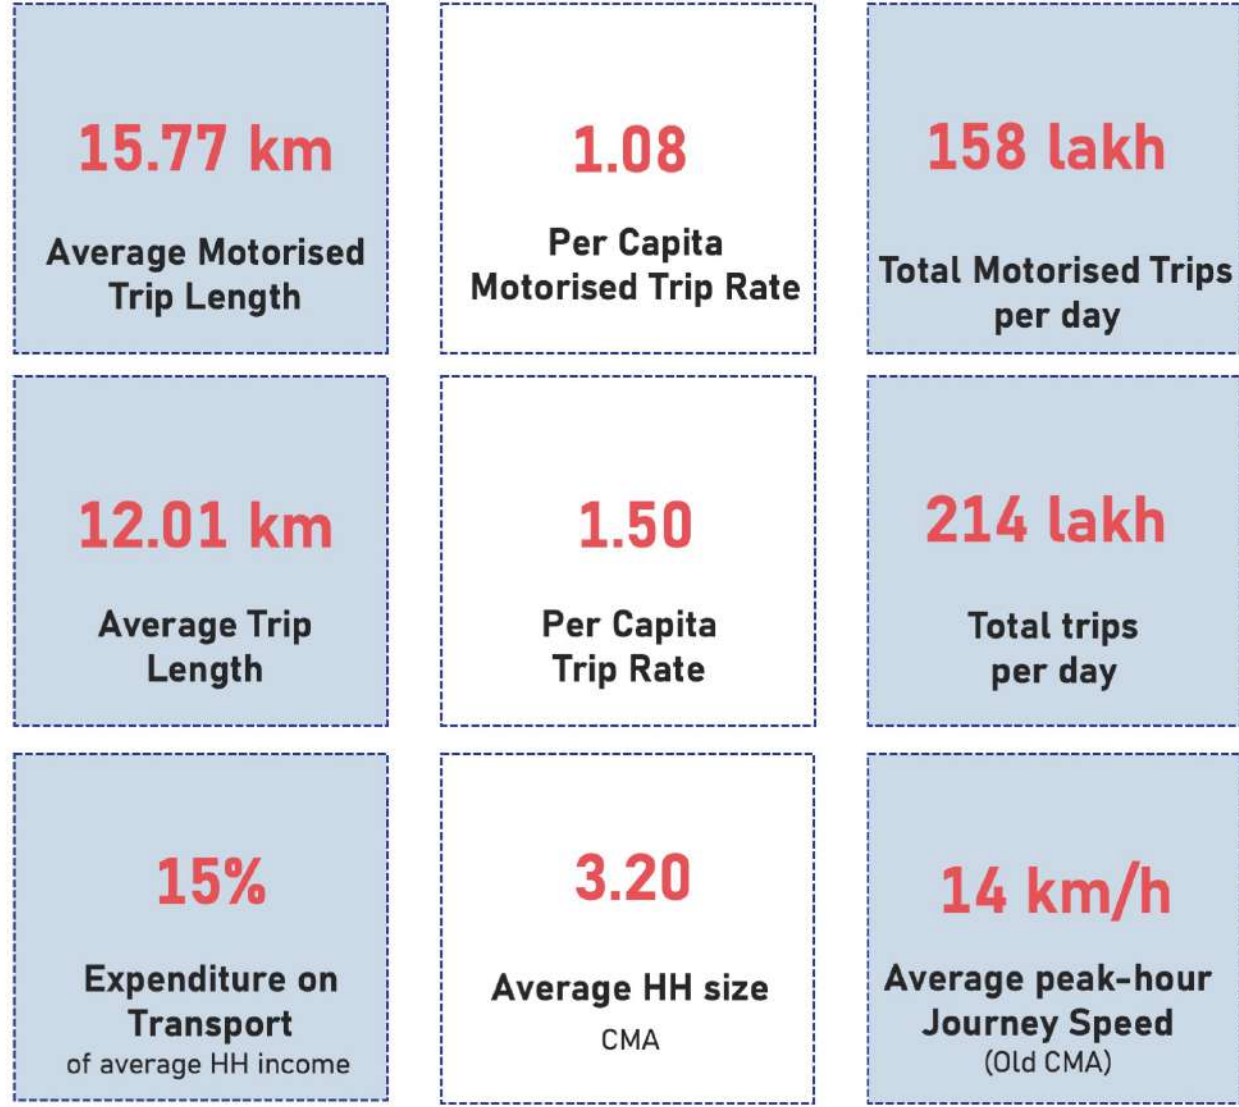 15.77 km
Average Motorised
Trip Length
1.08
Per Capita
Motorised Trip Rate
158 lakh
Total Motorised Trips
per day
12.01 km
Average Trip
Length
1.50
Per Capita
Trip Rate
214 lakh
Total trips
per day
15%
Expenditure on
Transport
of average HH income
3.20
Average HH size
CMA
14 km/h
Average peak-hour
Journey Speed
(Old CMA)